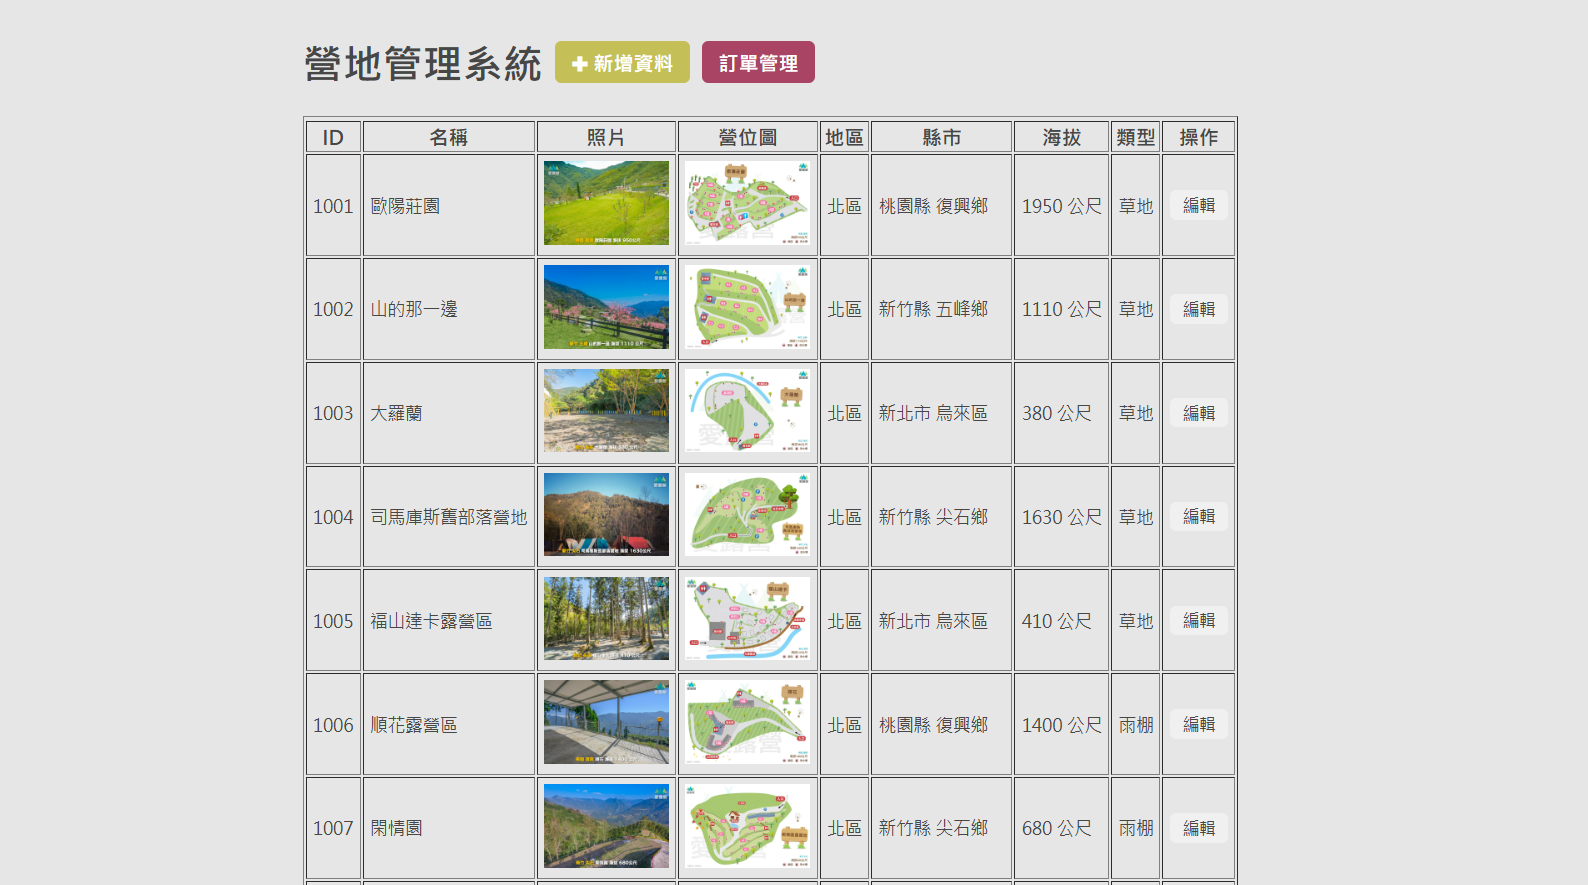 營地管理系統 新增資料 訂單管理
ID 名稱 照片 營位圖 地區 縣市 海拔 類型 操作
1001 歐陽莊園 北區 桃園縣 復興鄉 1950 公尺 草地 編輯
1002 山的那一邊 北區 新竹縣 五峰鄉 1110 公尺 草地 編輯
1003 大羅蘭 北區 新北市 烏來區 380 公尺 草地 編輯
1004 司馬庫斯舊部落營地 北區 新竹縣 尖石鄉 1630 公尺 草地 編輯
1005 福山達卡露營區 北區 新北市 烏來區 410 公尺 草地 編輯
1006 順花露營區 北區 桃園縣 復興鄉 1400 公尺 雨棚 編輯
1007 閑情園 北區 新竹縣 尖石鄉 680 公尺 雨棚 編輯